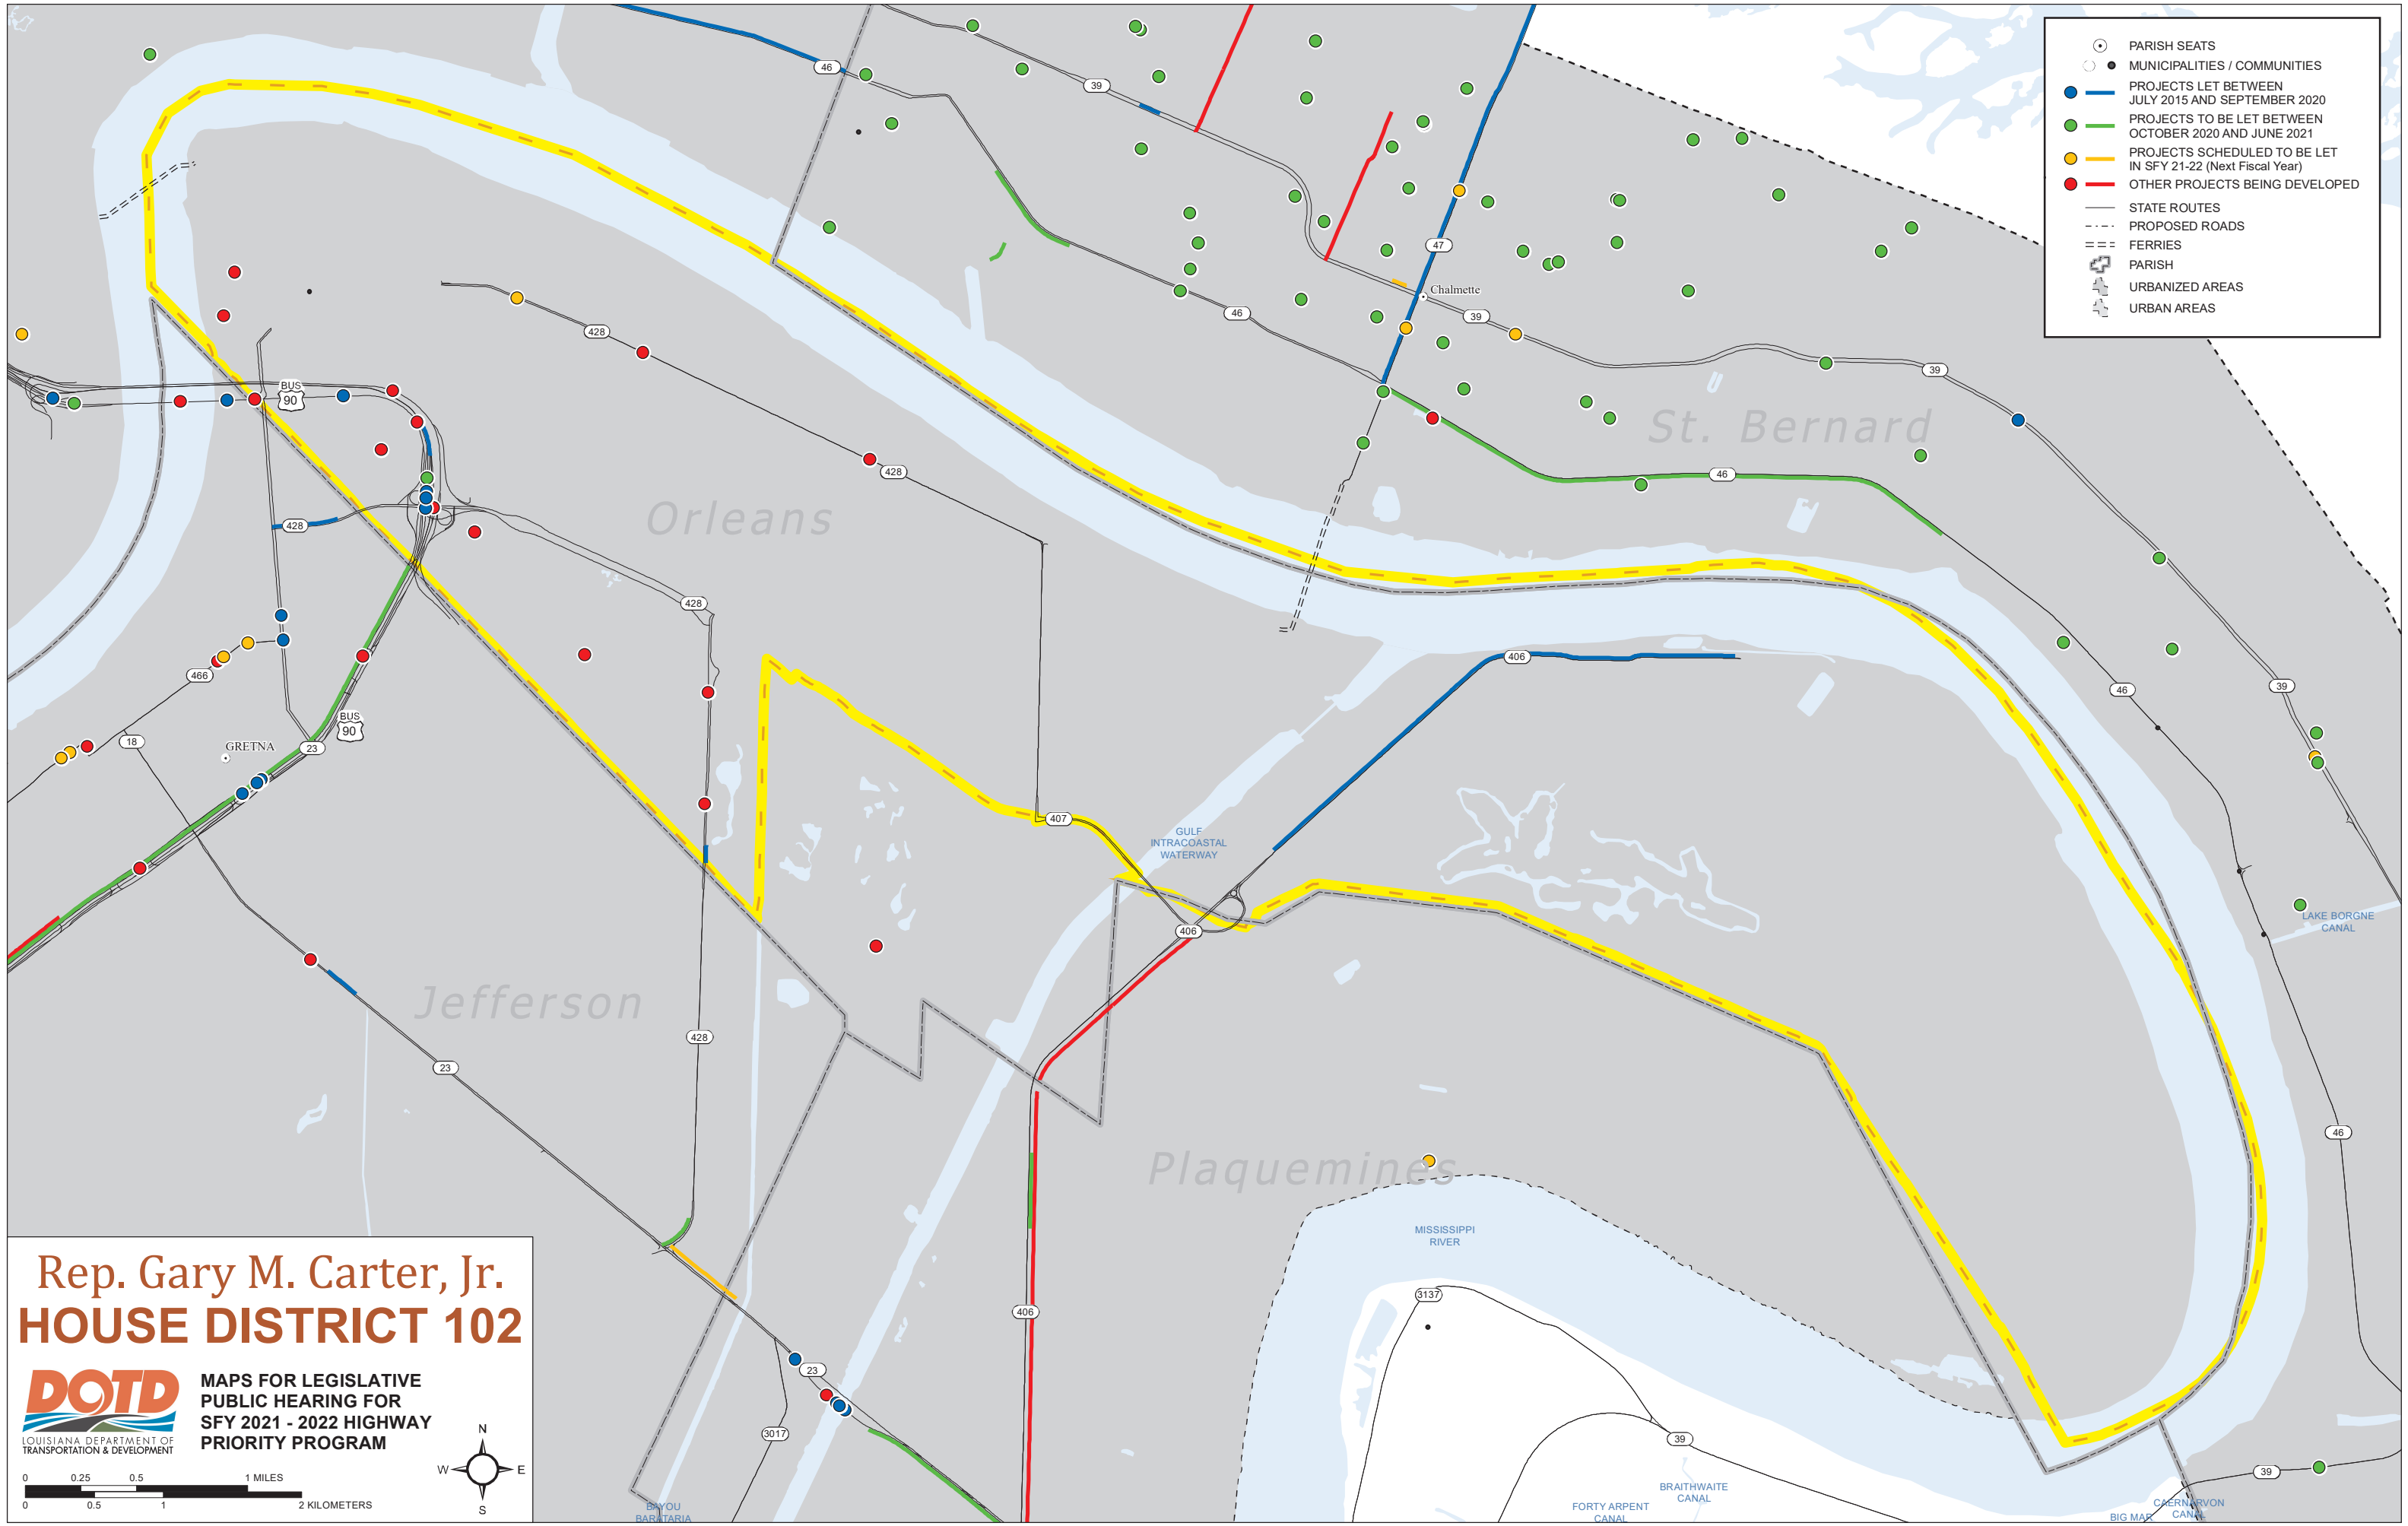 PARISH SEATS
MUNICIPALITIES / COMMUNITIES
PROJECTS LET BETWEEN
JULY 2015 AND SEPTEMBER 2020
PROJECTS TO BE LET BETWEEN
OCTOBER 2020 AND JUNE 2021
PROJECTS SCHEDULED TO BE LET
IN SFY 21-22 (Next Fiscal Year)
OTHER PROJECTS BEING DEVELOPED
STATE ROUTES
PROPOSED ROADS
FERRIES
PARISH
URBANIZED AREAS
URBAN AREAS
46
39
47
Chalmette
46
39
428
39
BUS
90
St. Bernard
428
46
Orleans
428
428
406
466
39
46
BUS
90
18
GRETNA
23
407
GULF
INTRACOASTAL
WATERWAY
LAKE BORGNE
CANAL
406
Jefferson
428
23
46
Plaquemines
MISSISSIPPI
RIVER
3137
406
23
3017
39
39
BRAITHWAITE
CANAL
FORTY ARPENT
CANAL
CAERNARVON
CANAL
BIG MAR
BAYOU
BARATARIA
Rep. Gary M. Carter, Jr.
HOUSE DISTRICT 102
DOTD
LOUISIANA DEPARTMENT OF
TRANSPORTATION & DEVELOPMENT
MAPS FOR LEGISLATIVE
PUBLIC HEARING FOR
SFY 2021 - 2022 HIGHWAY
PRIORITY PROGRAM
N
W E
S
0 0.25 0.5 1 MILES
0 0.5 1 2 KILOMETERS